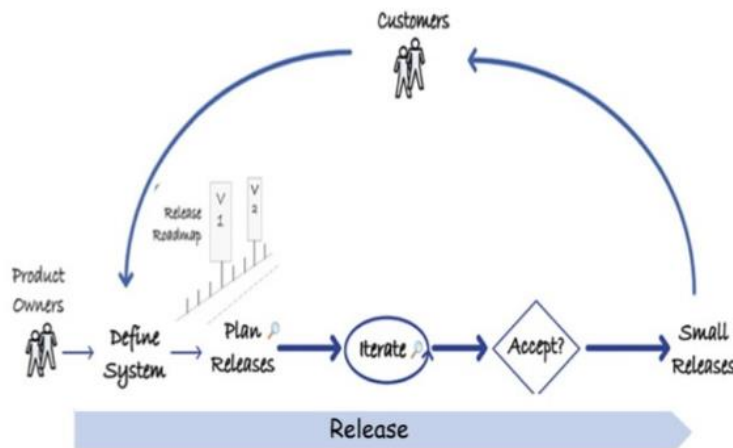 Customers
Release
Roadmap
V
1
V
2
Product
Owners
Define
System
Plan
Releases
Iterate
Accept?
Small
Releases
Release